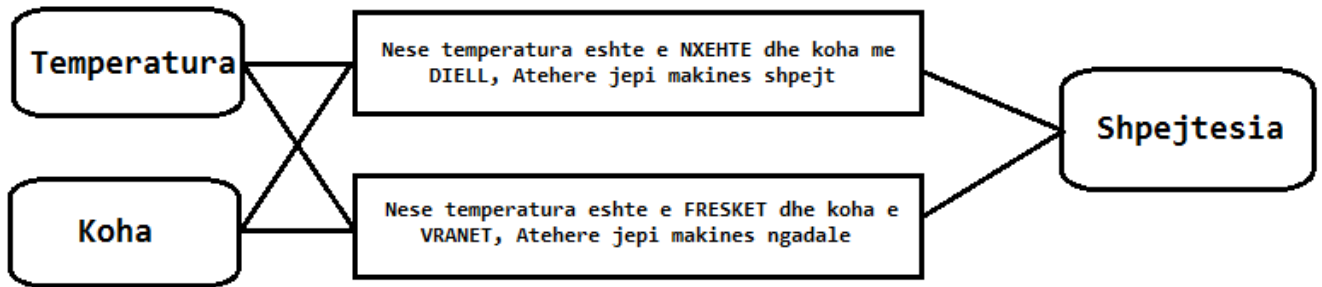 Temperatura
Nese temperatura eshte e NXEHTE dhe koha me
DIELL, Atehere jepi makines shpejt
Shpejtesia
Koha
Nese temperatura eshte e FRESKET dhe koha e
VRANET, Atehere jepi makines ngadale